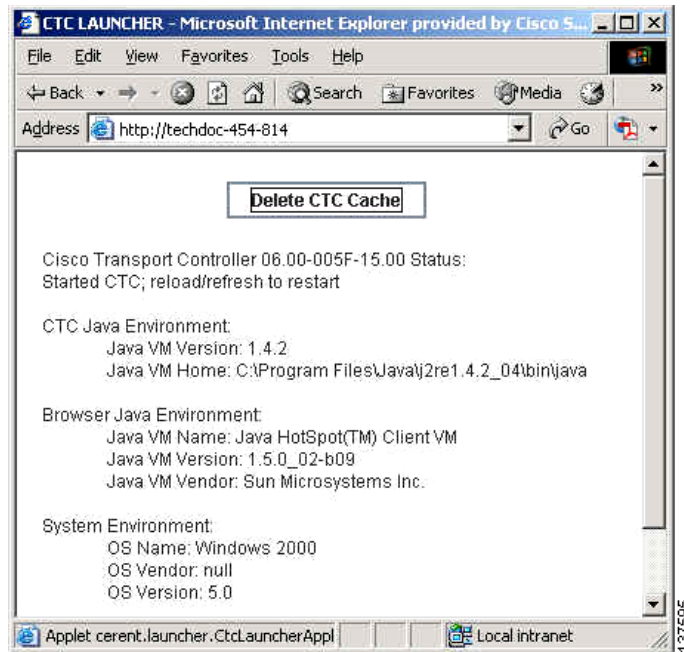 CTC LAUNCHER - Microsoft Internet Explorer provided by Cisco S...
File Edit View Favorites Tools Help
Back Search Favorites Media »
Address http://techdoc-454-814 Go
Delete CTC Cache
Cisco Transport Controller 06.00-005F-15.00 Status:
Started CTC; reload/refresh to restart
CTC Java Environment:
Java VM Version: 1.4.2
Java VM Home: C:\Program Files\Java\j2re1.4.2_04\bin\java
Browser Java Environment:
Java VM Name: Java HotSpot(TM) Client VM
Java VM Version: 1.5.0_02-b09
Java VM Vendor: Sun Microsystems Inc.
System Environment:
OS Name: Windows 2000
OS Vendor: null
OS Version: 5.0
Applet cerent.launcher.CtcLauncherAppl Local intranet
137595